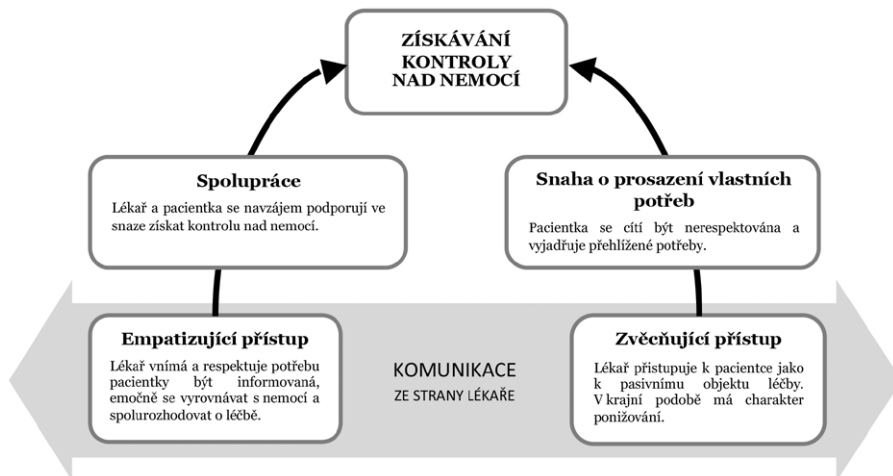 ZÍSKÁVÁNÍ
KONTROLY
NAD NEMOCÍ
Spolupráce
Lékař a pacientka se navzájem podporují ve
snaze získat kontrolu nad nemocí.
Snaha o prosazení vlastních
potřeb
Pacientka se cítí být nerespektována a
vyjadřuje přehlížené potřeby.
Empatizující přístup
Lékař vnímá a respektuje potřebu
pacientky být informovaná,
emočně se vyrovnávat s nemocí a
spolurozhodovat o léčbě.
KOMUNIKACE
ZE STRANY LÉKAŘE
Zvěcňující přístup
Lékař přistupuje k pacientce jako
k pasivnímu objektu léčby.
V krajní podobě má charakter
ponižování.